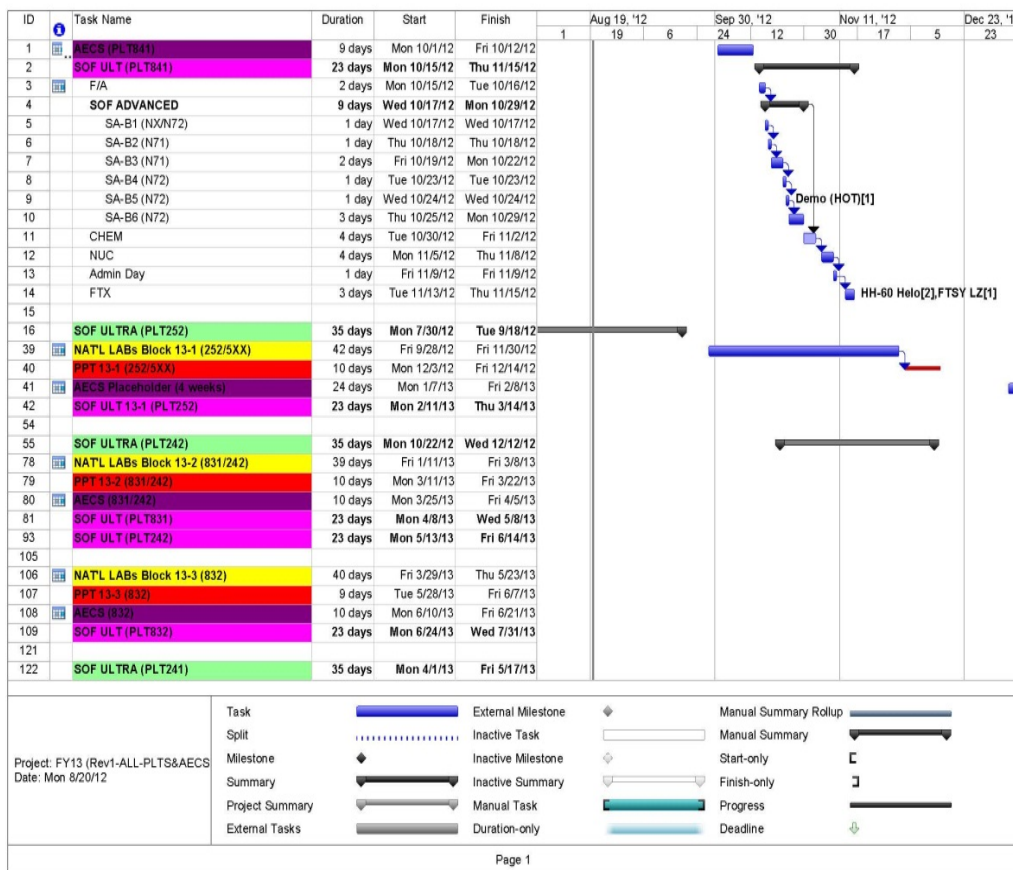 ID Task Name Duration Start Finish Aug 19, '12 Sep 30, '12 Nov 11, '12 Dec 23, '1
1 19 6 24 12 30 17 5 23
1 AECS (PLT841) 9 days Mon 10/1/12 Fri 10/12/12
2 SOF ULT (PLT841) 23 days Mon 10/15/12 Thu 11/15/12
3 F/A 2 days Mon 10/15/12 Tue 10/16/12
4 SOF ADVANCED 9 days Wed 10/17/12 Mon 10/29/12
5 SA-B1 (NX/N72) 1 day Wed 10/17/12 Wed 10/17/12
6 SA-B2 (N71) 1 day Thu 10/18/12 Thu 10/18/12
7 SA-B3 (N71) 2 days Fri 10/19/12 Mon 10/22/12
8 SA-B4 (N72) 1 day Tue 10/23/12 Tue 10/23/12
9 SA-B5 (N72) 1 day Wed 10/24/12 Wed 10/24/12 Demo (HOT)[1]
10 SA-B6 (N72) 3 days Thu 10/25/12 Mon 10/29/12
11 CHEM 4 days Tue 10/30/12 Fri 11/2/12
12 NUC 4 days Mon 11/5/12 Thu 11/8/12
13 Admin Day 1 day Fri 11/9/12 Fri 11/9/12
14 FTX 3 days Tue 11/13/12 Thu 11/15/12 HH-60 Helo[2],FTSY LZ[1]
15
16 SOF ULTRA (PLT252) 35 days Mon 7/30/12 Tue 9/18/12
39 NAT'L LABs Block 13-1 (252/5XX) 42 days Fri 9/28/12 Fri 11/30/12
40 PPT 13-1 (252/5XX) 10 days Mon 12/3/12 Fri 12/14/12
41 AECS Placeholder (4 weeks) 24 days Mon 1/7/13 Fri 2/8/13
42 SOF ULT 13-1 (PLT252) 23 days Mon 2/11/13 Thu 3/14/13
54
55 SOF ULTRA (PLT242) 35 days Mon 10/22/12 Wed 12/12/12
78 NAT'L LABs Block 13-2 (831/242) 39 days Fri 1/11/13 Fri 3/8/13
79 PPT 13-2 (831/242) 10 days Mon 3/11/13 Fri 3/22/13
80 AECS (831/242) 10 days Mon 3/25/13 Fri 4/5/13
81 SOF ULT (PLT831) 23 days Mon 4/8/13 Wed 5/8/13
93 SOF ULT (PLT242) 23 days Mon 5/13/13 Fri 6/14/13
105
106 NAT'L LABs Block 13-3 (832) 40 days Fri 3/29/13 Thu 5/23/13
107 PPT 13-3 (832) 9 days Tue 5/28/13 Fri 6/7/13
108 AECS (832) 10 days Mon 6/10/13 Fri 6/21/13
109 SOF ULT (PLT832) 23 days Mon 6/24/13 Wed 7/31/13
121
122 SOF ULTRA (PLT241) 35 days Mon 4/1/13 Fri 5/17/13
Project: FY13 (Rev1-ALL-PLTS&AECS
Date: Mon 8/20/12
Task External Milestone Manual Summary Rollup
Split Inactive Task Manual Summary
Milestone Inactive Milestone Start-only
Summary Inactive Summary Finish-only
Project Summary Manual Task Progress
External Tasks Duration-only Deadline
Page 1